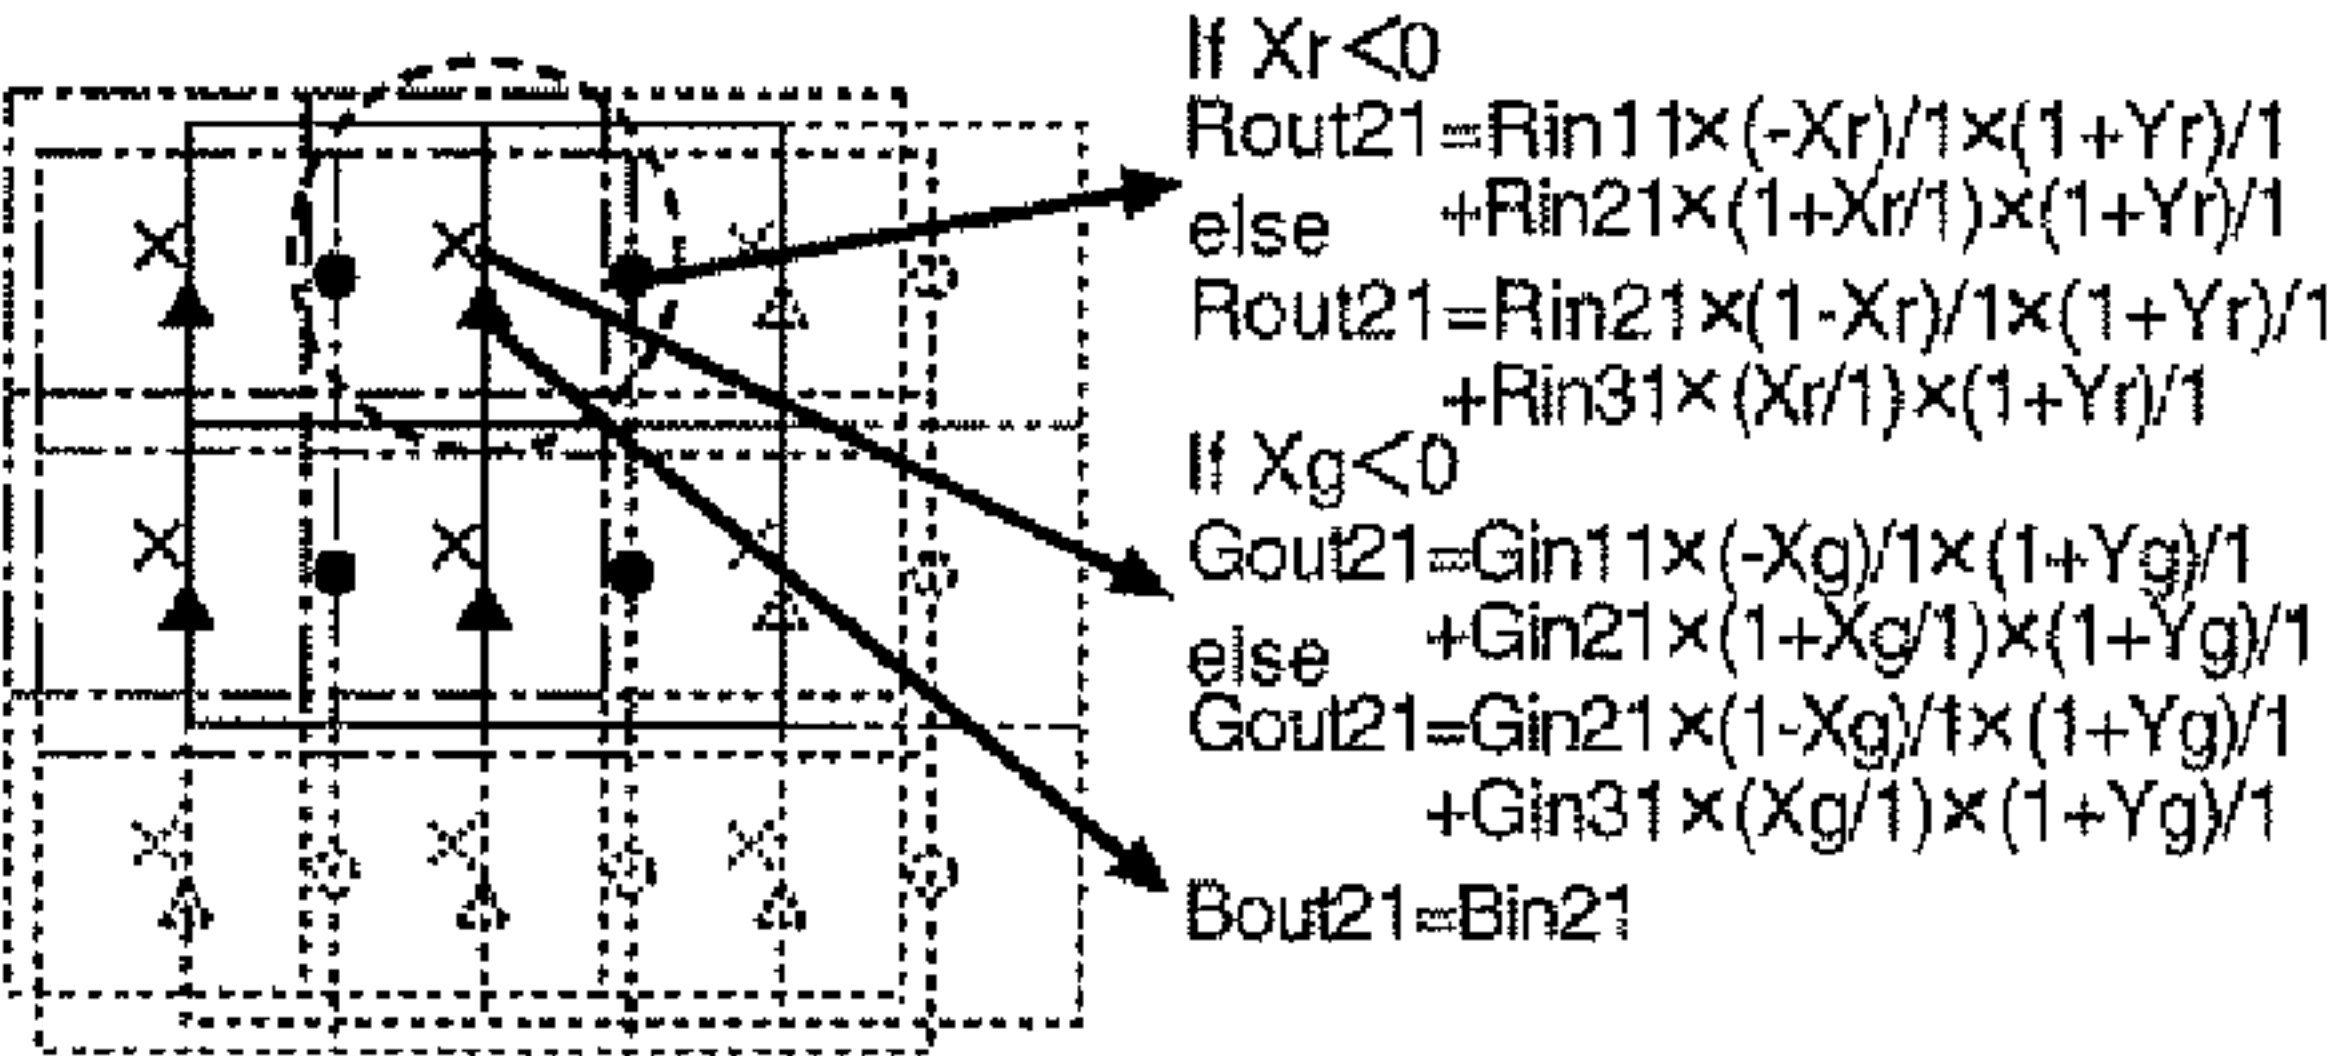 If Xr<0
Rout21=Rin11×(-Xr)/1×(1+Yr)/1
+Rin21×(1+Xr/1)×(1+Yr)/1
else
Rout21=Rin21×(1-Xr)/1×(1+Yr)/1
+Rin31×(Xr/1)×(1+Yr)/1
If Xg<0
Gout21=Gin11×(-Xg)/1×(1+Yg)/1
+Gin21×(1+Xg/1)×(1+Yg)/1
else
Gout21=Gin21×(1-Xg)/1×(1+Yg)/1
+Gin31×(Xg/1)×(1+Yg)/1
Bout21=Bin21